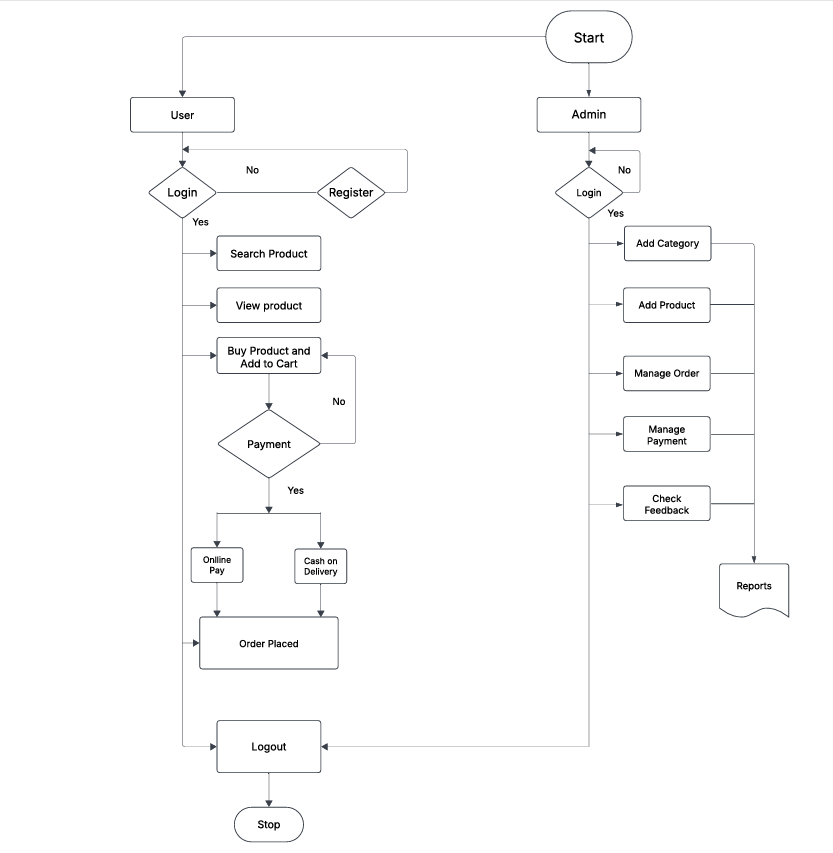 Start
User
Admin
No
No
Login
Register
Login
Yes
Yes
Search Product
Add Category
View product
Add Product
Buy Product and
Add to Cart
Manage Order
No
Payment
Manage
Payment
Yes
Check
Feedback
Onlline
Pay
Cash on
Delivery
Reports
Order Placed
Logout
Stop